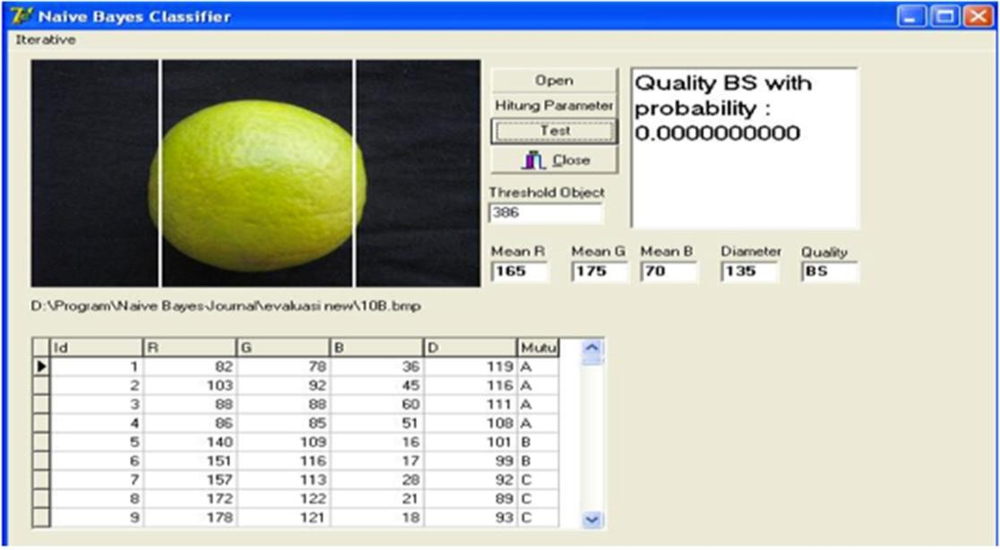 Naive Bayes Classifier
Iterative
Open
Hitung Parameter
Test
Close
Threshold Object
386
Quality BS with
probability :
0.0000000000
Mean R Mean G Mean B Diameter Quality
165 175 70 135 BS
D:\Program\Naive Bayes-Journal\evaluasi new\10B.bmp
Id R G B D Mutu
1 82 78 36 119 A
2 103 92 45 116 A
3 88 88 60 111 A
4 86 85 51 108 A
5 140 109 16 101 B
6 151 116 17 99 B
7 157 113 28 92 C
8 172 122 21 89 C
9 178 121 18 93 C